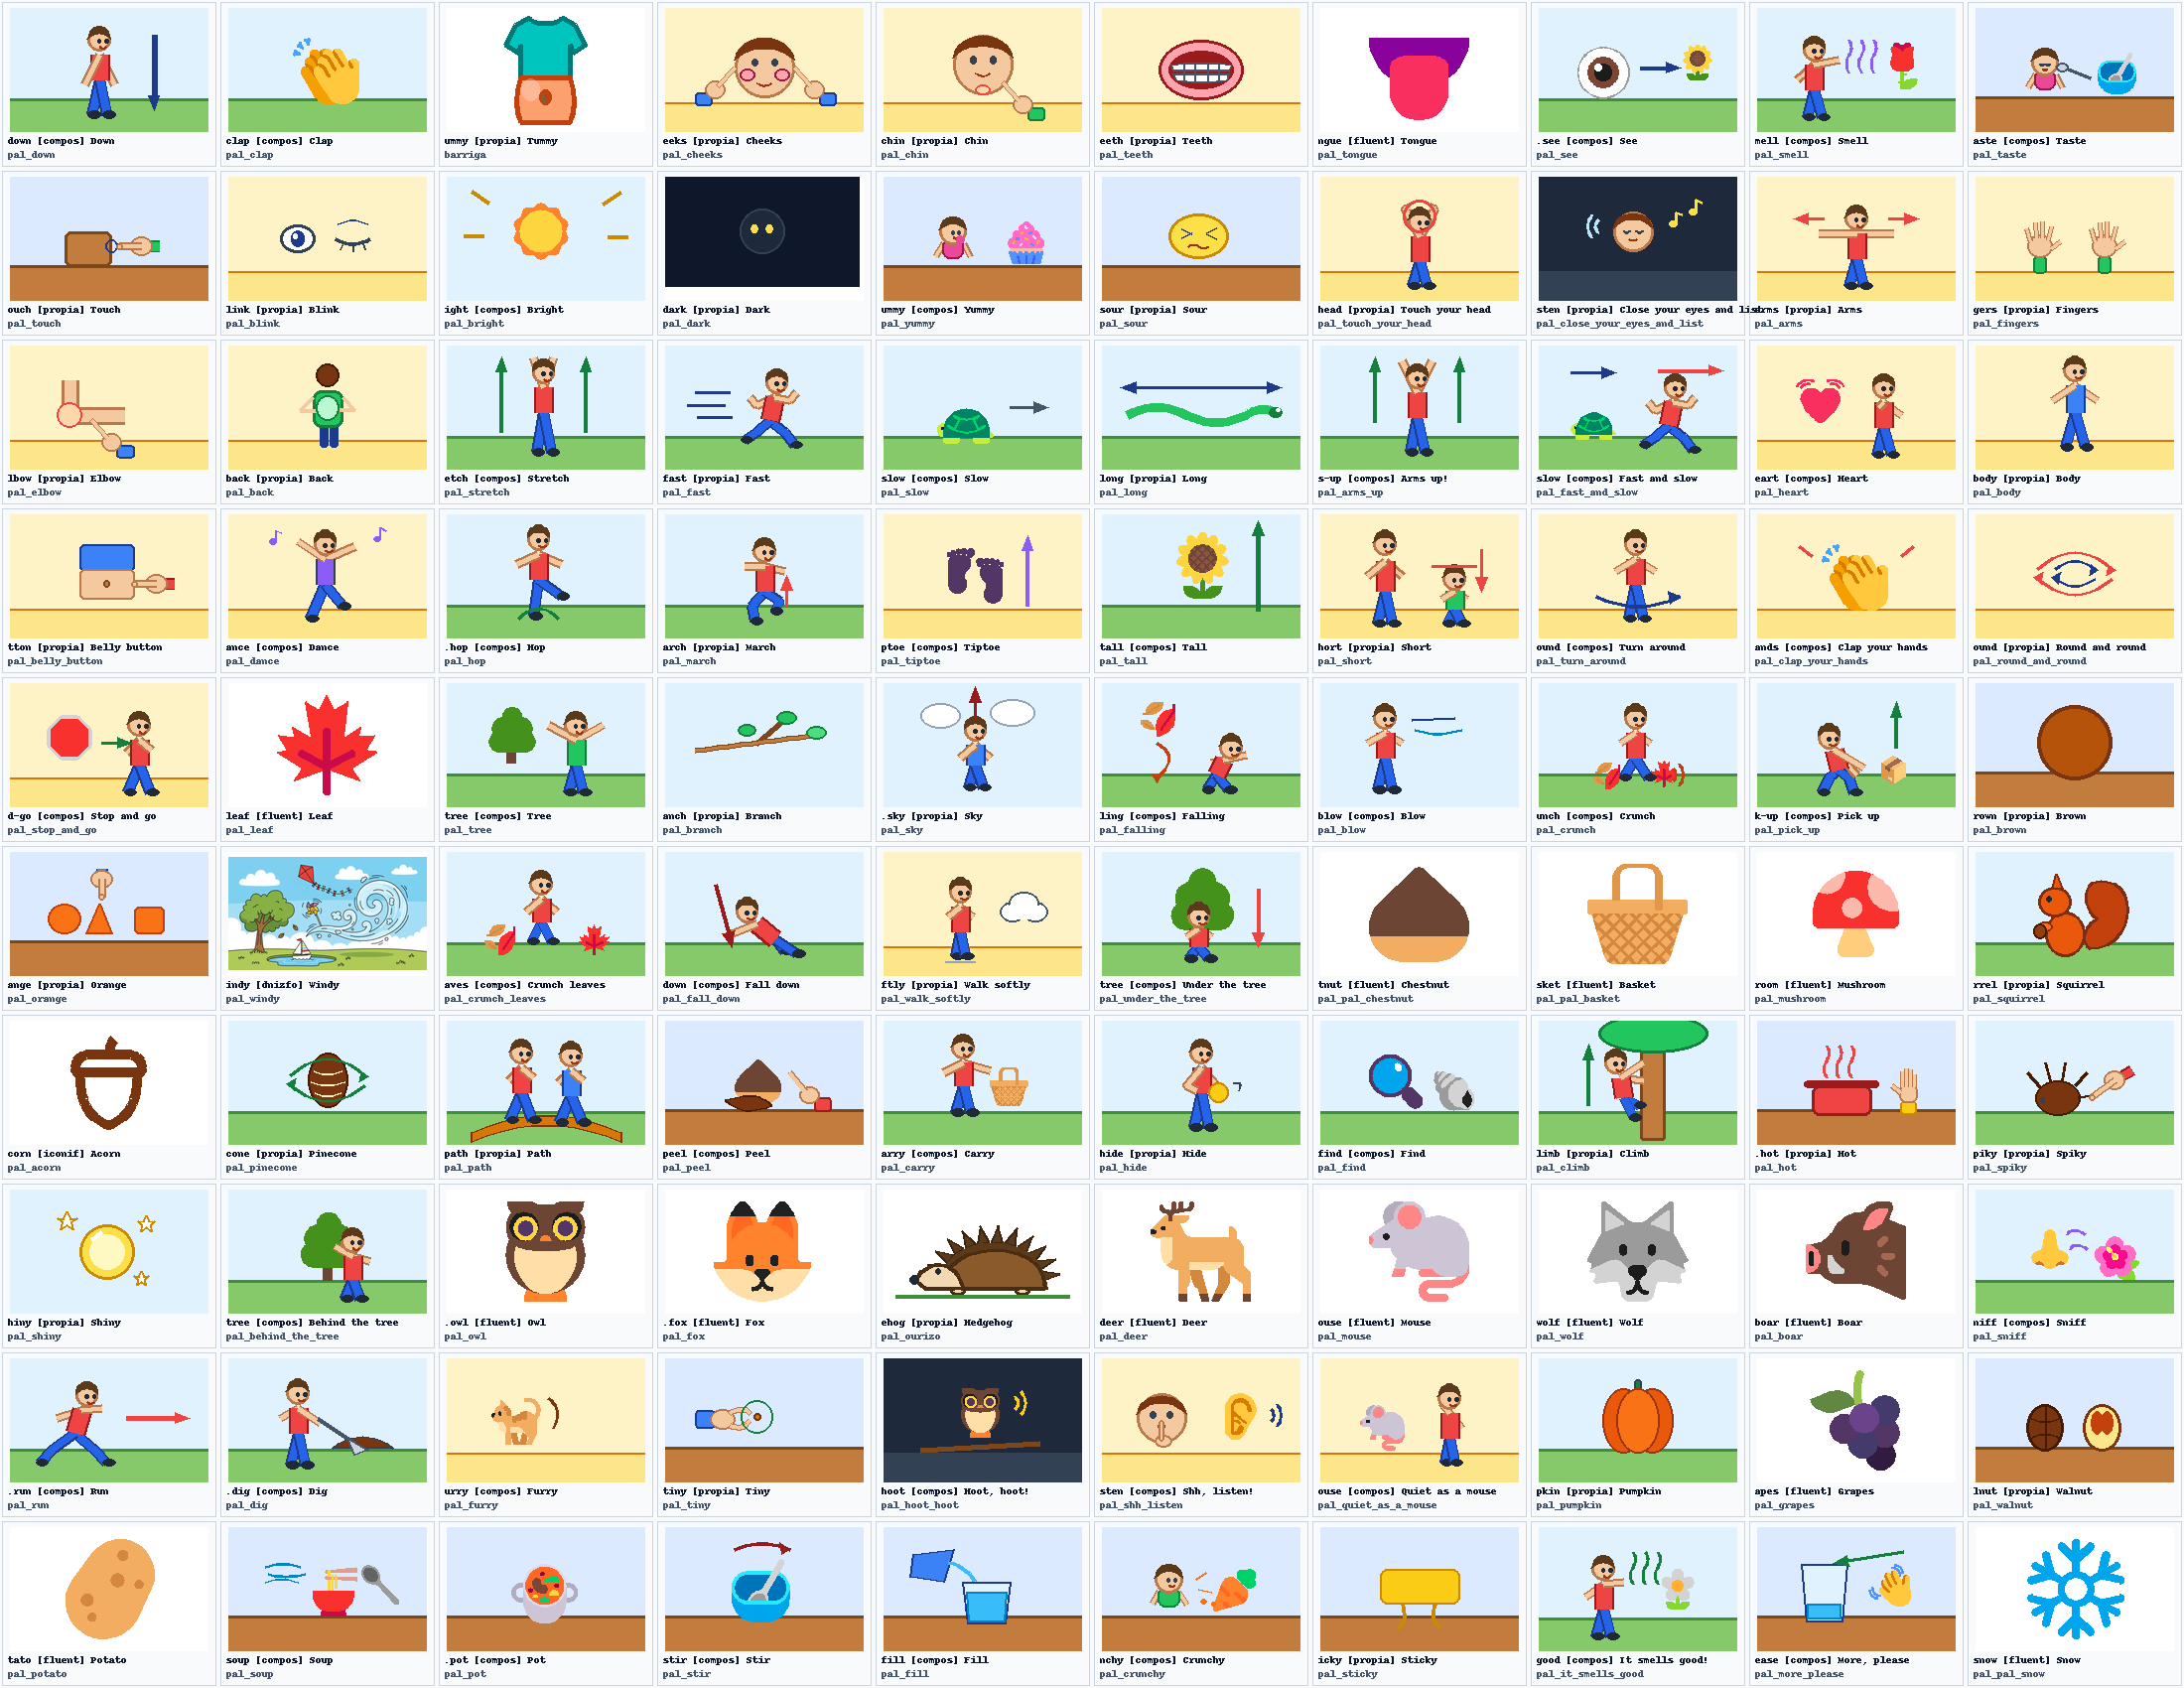 down [compos] Down
pal_down
clap [compos] Clap
pal_clap
ummy [propia] Tummy
barriga
eeks [propia] Cheeks
pal_cheeks
chin [propia] Chin
pal_chin
eeth [propia] Teeth
pal_teeth
ngue [fluent] Tongue
pal_tongue
.see [compos] See
pal_see
mell [compos] Smell
pal_smell
aste [compos] Taste
pal_taste
ouch [propia] Touch
pal_touch
link [propia] Blink
pal_blink
ight [compos] Bright
pal_bright
dark [propia] Dark
pal_dark
ummy [compos] Yummy
pal_yummy
sour [propia] Sour
pal_sour
head [propia] Touch your head
pal_touch_your_head
sten [propia] Close your eyes and list
pal_close_your_eyes_and_list
arms [propia] Arms
pal_arms
gers [propia] Fingers
pal_fingers
lbow [propia] Elbow
pal_elbow
back [propia] Back
pal_back
etch [compos] Stretch
pal_stretch
fast [propia] Fast
pal_fast
slow [compos] Slow
pal_slow
long [propia] Long
pal_long
s-up [compos] Arms up!
pal_arms_up
slow [compos] Fast and slow
pal_fast_and_slow
eart [compos] Heart
pal_heart
body [propia] Body
pal_body
tton [propia] Belly button
pal_belly_button
ance [compos] Dance
pal_dance
.hop [compos] Hop
pal_hop
arch [propia] March
pal_march
ptoe [compos] Tiptoe
pal_tiptoe
tall [compos] Tall
pal_tall
hort [propia] Short
pal_short
ound [compos] Turn around
pal_turn_around
ands [compos] Clap your hands
pal_clap_your_hands
ound [propia] Round and round
pal_round_and_round
d-go [compos] Stop and go
pal_stop_and_go
leaf [fluent] Leaf
pal_leaf
tree [compos] Tree
pal_tree
anch [propia] Branch
pal_branch
.sky [propia] Sky
pal_sky
ling [compos] Falling
pal_falling
blow [compos] Blow
pal_blow
unch [compos] Crunch
pal_crunch
k-up [compos] Pick up
pal_pick_up
rown [propia] Brown
pal_brown
ange [propia] Orange
pal_orange
indy [dnizfo] Windy
pal_windy
aves [compos] Crunch leaves
pal_crunch_leaves
down [compos] Fall down
pal_fall_down
ftly [propia] Walk softly
pal_walk_softly
tree [compos] Under the tree
pal_under_the_tree
tnut [fluent] Chestnut
pal_pal_chestnut
sket [fluent] Basket
pal_pal_basket
room [fluent] Mushroom
pal_mushroom
rrel [propia] Squirrel
pal_squirrel
corn [iconif] Acorn
pal_acorn
cone [propia] Pinecone
pal_pinecone
path [propia] Path
pal_path
peel [compos] Peel
pal_peel
arry [compos] Carry
pal_carry
hide [propia] Hide
pal_hide
find [compos] Find
pal_find
limb [propia] Climb
pal_climb
.hot [propia] Hot
pal_hot
piky [propia] Spiky
pal_spiky
hiny [propia] Shiny
pal_shiny
tree [compos] Behind the tree
pal_behind_the_tree
.owl [fluent] Owl
pal_owl
.fox [fluent] Fox
pal_fox
ehog [propia] Hedgehog
pal_ourizo
deer [fluent] Deer
pal_deer
ouse [fluent] Mouse
pal_mouse
wolf [fluent] Wolf
pal_wolf
boar [fluent] Boar
pal_boar
niff [compos] Sniff
pal_sniff
.run [compos] Run
pal_run
.dig [compos] Dig
pal_dig
urry [compos] Furry
pal_furry
tiny [propia] Tiny
pal_tiny
hoot [compos] Hoot, hoot!
pal_hoot_hoot
sten [compos] Shh, listen!
pal_shh_listen
ouse [compos] Quiet as a mouse
pal_quiet_as_a_mouse
pkin [propia] Pumpkin
pal_pumpkin
apes [fluent] Grapes
pal_grapes
lnut [propia] Walnut
pal_walnut
tato [fluent] Potato
pal_potato
soup [compos] Soup
pal_soup
.pot [compos] Pot
pal_pot
stir [compos] Stir
pal_stir
fill [compos] Fill
pal_fill
nchy [compos] Crunchy
pal_crunchy
icky [propia] Sticky
pal_sticky
good [compos] It smells good!
pal_it_smells_good
ease [compos] More, please
pal_more_please
snow [fluent] Snow
pal_pal_snow